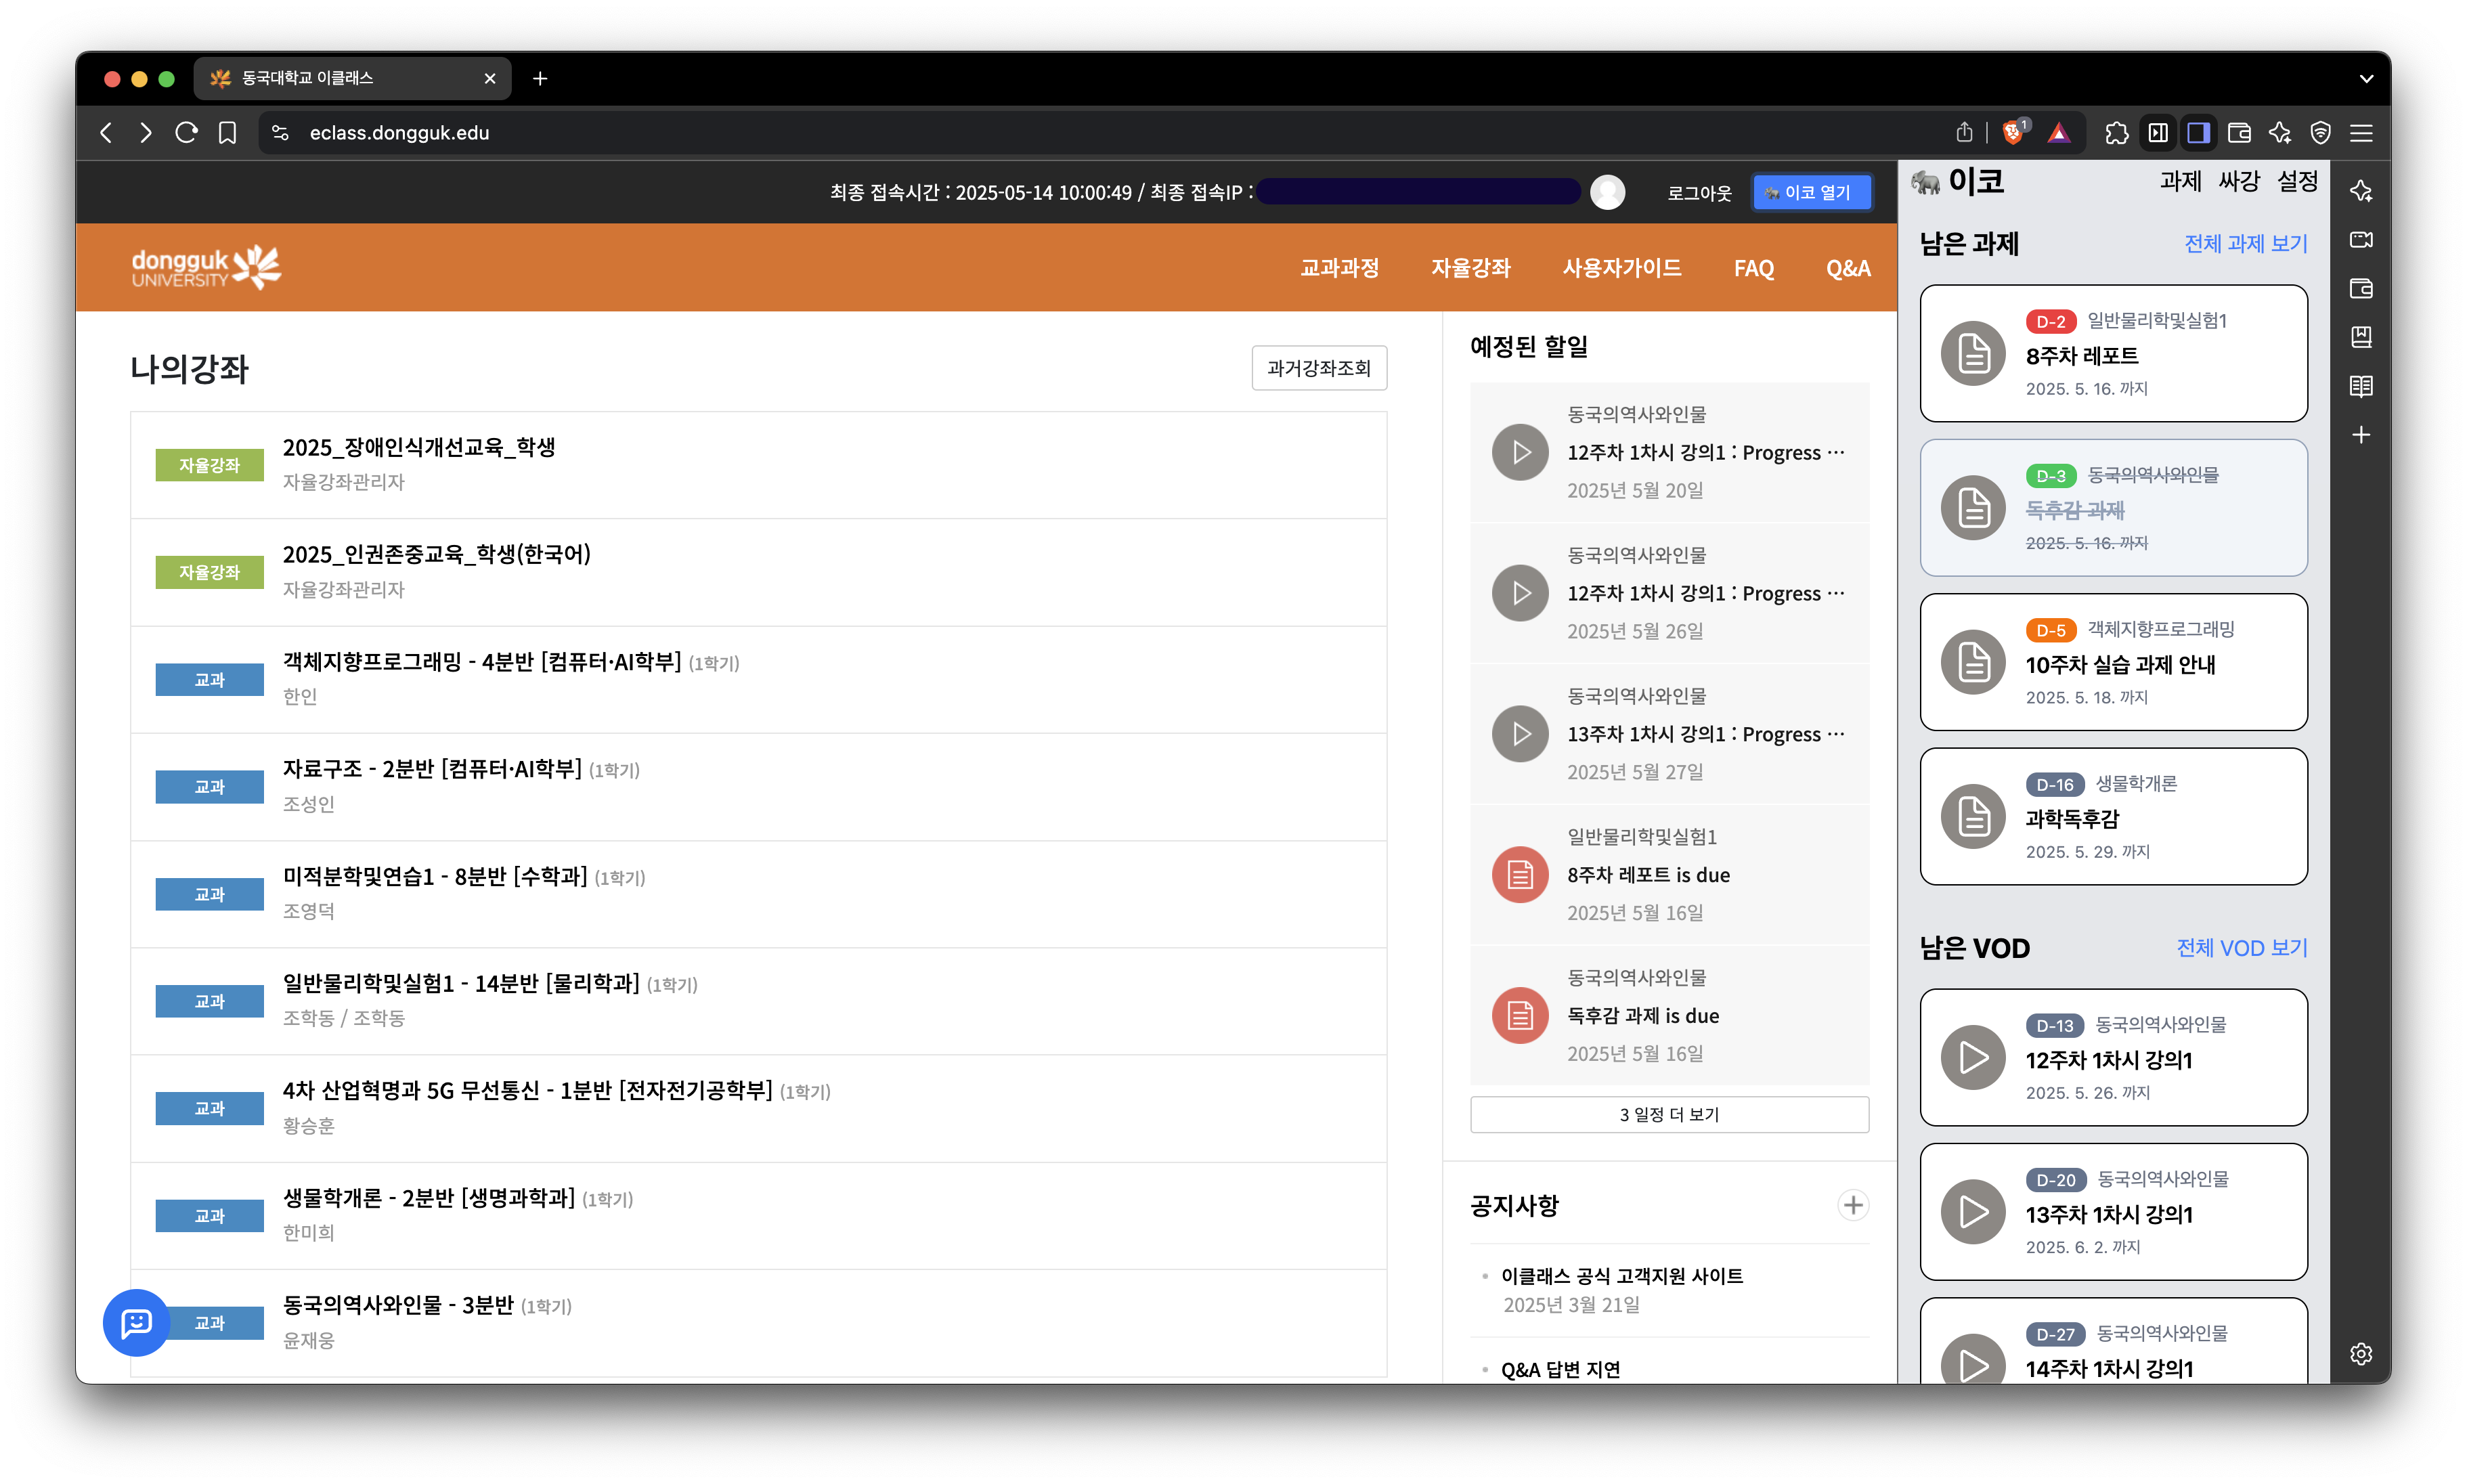 동국대학교 이클래스
eclass.dongguk.edu
1
최종 접속시간 : 2025-05-14 10:00:49 / 최종 접속IP :
로그아웃
이코 열기
dongguk
UNIVERSITY
교과과정
자율강좌
사용자가이드
FAQ
Q&A
나의강좌
과거강좌조회
자율강좌
2025_장애인식개선교육_학생
자율강좌관리자
자율강좌
2025_인권존중교육_학생(한국어)
자율강좌관리자
교과
객체지향프로그래밍 - 4분반 [컴퓨터·AI학부] (1학기)
한인
교과
자료구조 - 2분반 [컴퓨터·AI학부] (1학기)
조성인
교과
미적분학및연습1 - 8분반 [수학과] (1학기)
조영덕
교과
일반물리학및실험1 - 14분반 [물리학과] (1학기)
조학동 / 조학동
교과
4차 산업혁명과 5G 무선통신 - 1분반 [전자전기공학부] (1학기)
황승훈
교과
생물학개론 - 2분반 [생명과학과] (1학기)
한미희
교과
동국의역사와인물 - 3분반 (1학기)
윤재웅
예정된 할일
동국의역사와인물
12주차 1차시 강의1 : Progress ···
2025년 5월 20일
동국의역사와인물
12주차 1차시 강의1 : Progress ···
2025년 5월 26일
동국의역사와인물
13주차 1차시 강의1 : Progress ···
2025년 5월 27일
일반물리학및실험1
8주차 레포트 is due
2025년 5월 16일
동국의역사와인물
독후감 과제 is due
2025년 5월 16일
3 일정 더 보기
공지사항
이클래스 공식 고객지원 사이트
2025년 3월 21일
Q&A 답변 지연
이코
과제
싸강
설정
남은 과제
전체 과제 보기
D-2 일반물리학및실험1
8주차 레포트
2025. 5. 16. 까지
D-3 동국의역사와인물
독후감 과제
2025. 5. 16. 까지
D-5 객체지향프로그래밍
10주차 실습 과제 안내
2025. 5. 18. 까지
D-16 생물학개론
과학독후감
2025. 5. 29. 까지
남은 VOD
전체 VOD 보기
D-13 동국의역사와인물
12주차 1차시 강의1
2025. 5. 26. 까지
D-20 동국의역사와인물
13주차 1차시 강의1
2025. 6. 2. 까지
D-27 동국의역사와인물
14주차 1차시 강의1